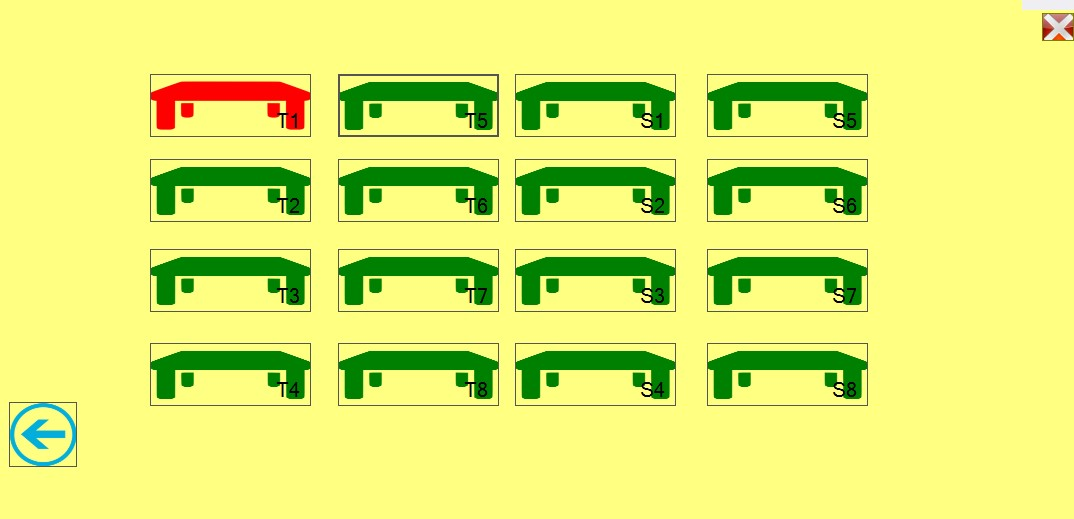 T1 T5 S1 S5
T2 T6 S2 S6
T3 T7 S3 S7
T4 T8 S4 S8